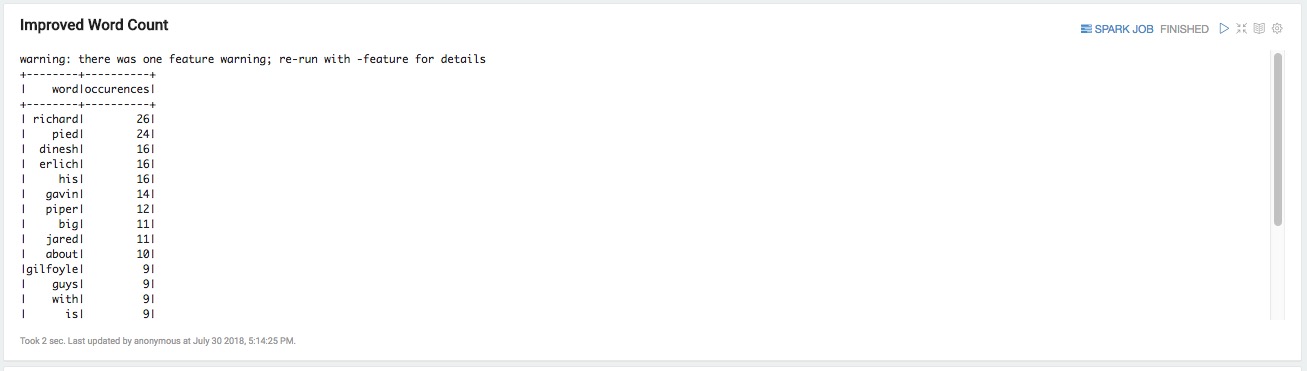 Improved Word Count
SPARK JOB FINISHED
warning: there was one feature warning; re-run with -feature for details
+--------+----------+
|    word|occurences|
+--------+----------+
| richard|        26|
|    pied|        24|
|  dinesh|        16|
|  erlich|        16|
|     his|        16|
|   gavin|        14|
|   piper|        12|
|     big|        11|
|   jared|        11|
|   about|        10|
|gilfoyle|         9|
|    guys|         9|
|    with|         9|
|      is|         9|
Took 2 sec. Last updated by anonymous at July 30 2018, 5:14:25 PM.